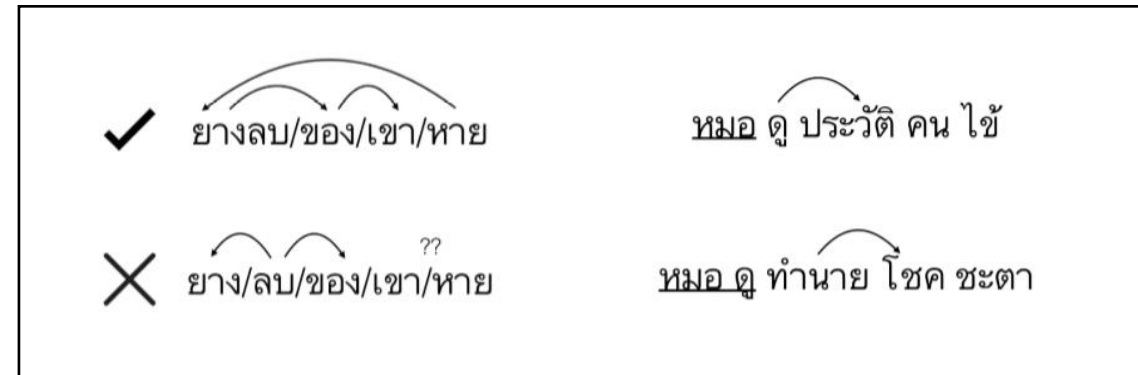 ยางลบ/ของ/เขา/หาย
หมอ ดู ประวัติ คน ไข้
??
ยาง/ลบ/ของ/เขา/หาย
หมอ ดู ทำนาย โชค ชะตา